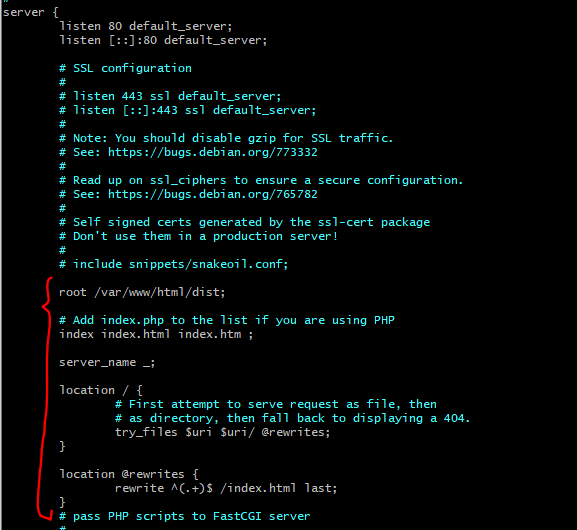 #
server {
listen 80 default_server;
listen [::]:80 default_server;
# SSL configuration
#
# listen 443 ssl default_server;
# listen [::]:443 ssl default_server;
#
# Note: You should disable gzip for SSL traffic.
# See: https://bugs.debian.org/773332
#
# Read up on ssl_ciphers to ensure a secure configuration.
# See: https://bugs.debian.org/765782
#
# Self signed certs generated by the ssl-cert package
# Don't use them in a production server!
#
# include snippets/snakeoil.conf;
root /var/www/html/dist;
# Add index.php to the list if you are using PHP
index index.html index.htm ;
server_name _;
location / {
# First attempt to serve request as file, then
# as directory, then fall back to displaying a 404.
try_files $uri $uri/ @rewrites;
}
location @rewrites {
rewrite ^(.+)$ /index.html last;
}
# pass PHP scripts to FastCGI server
#